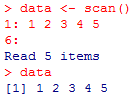 > data <- scan()
1: 1 2 3 4 5
6:
Read 5 items
> data
[1] 1 2 3 4 5